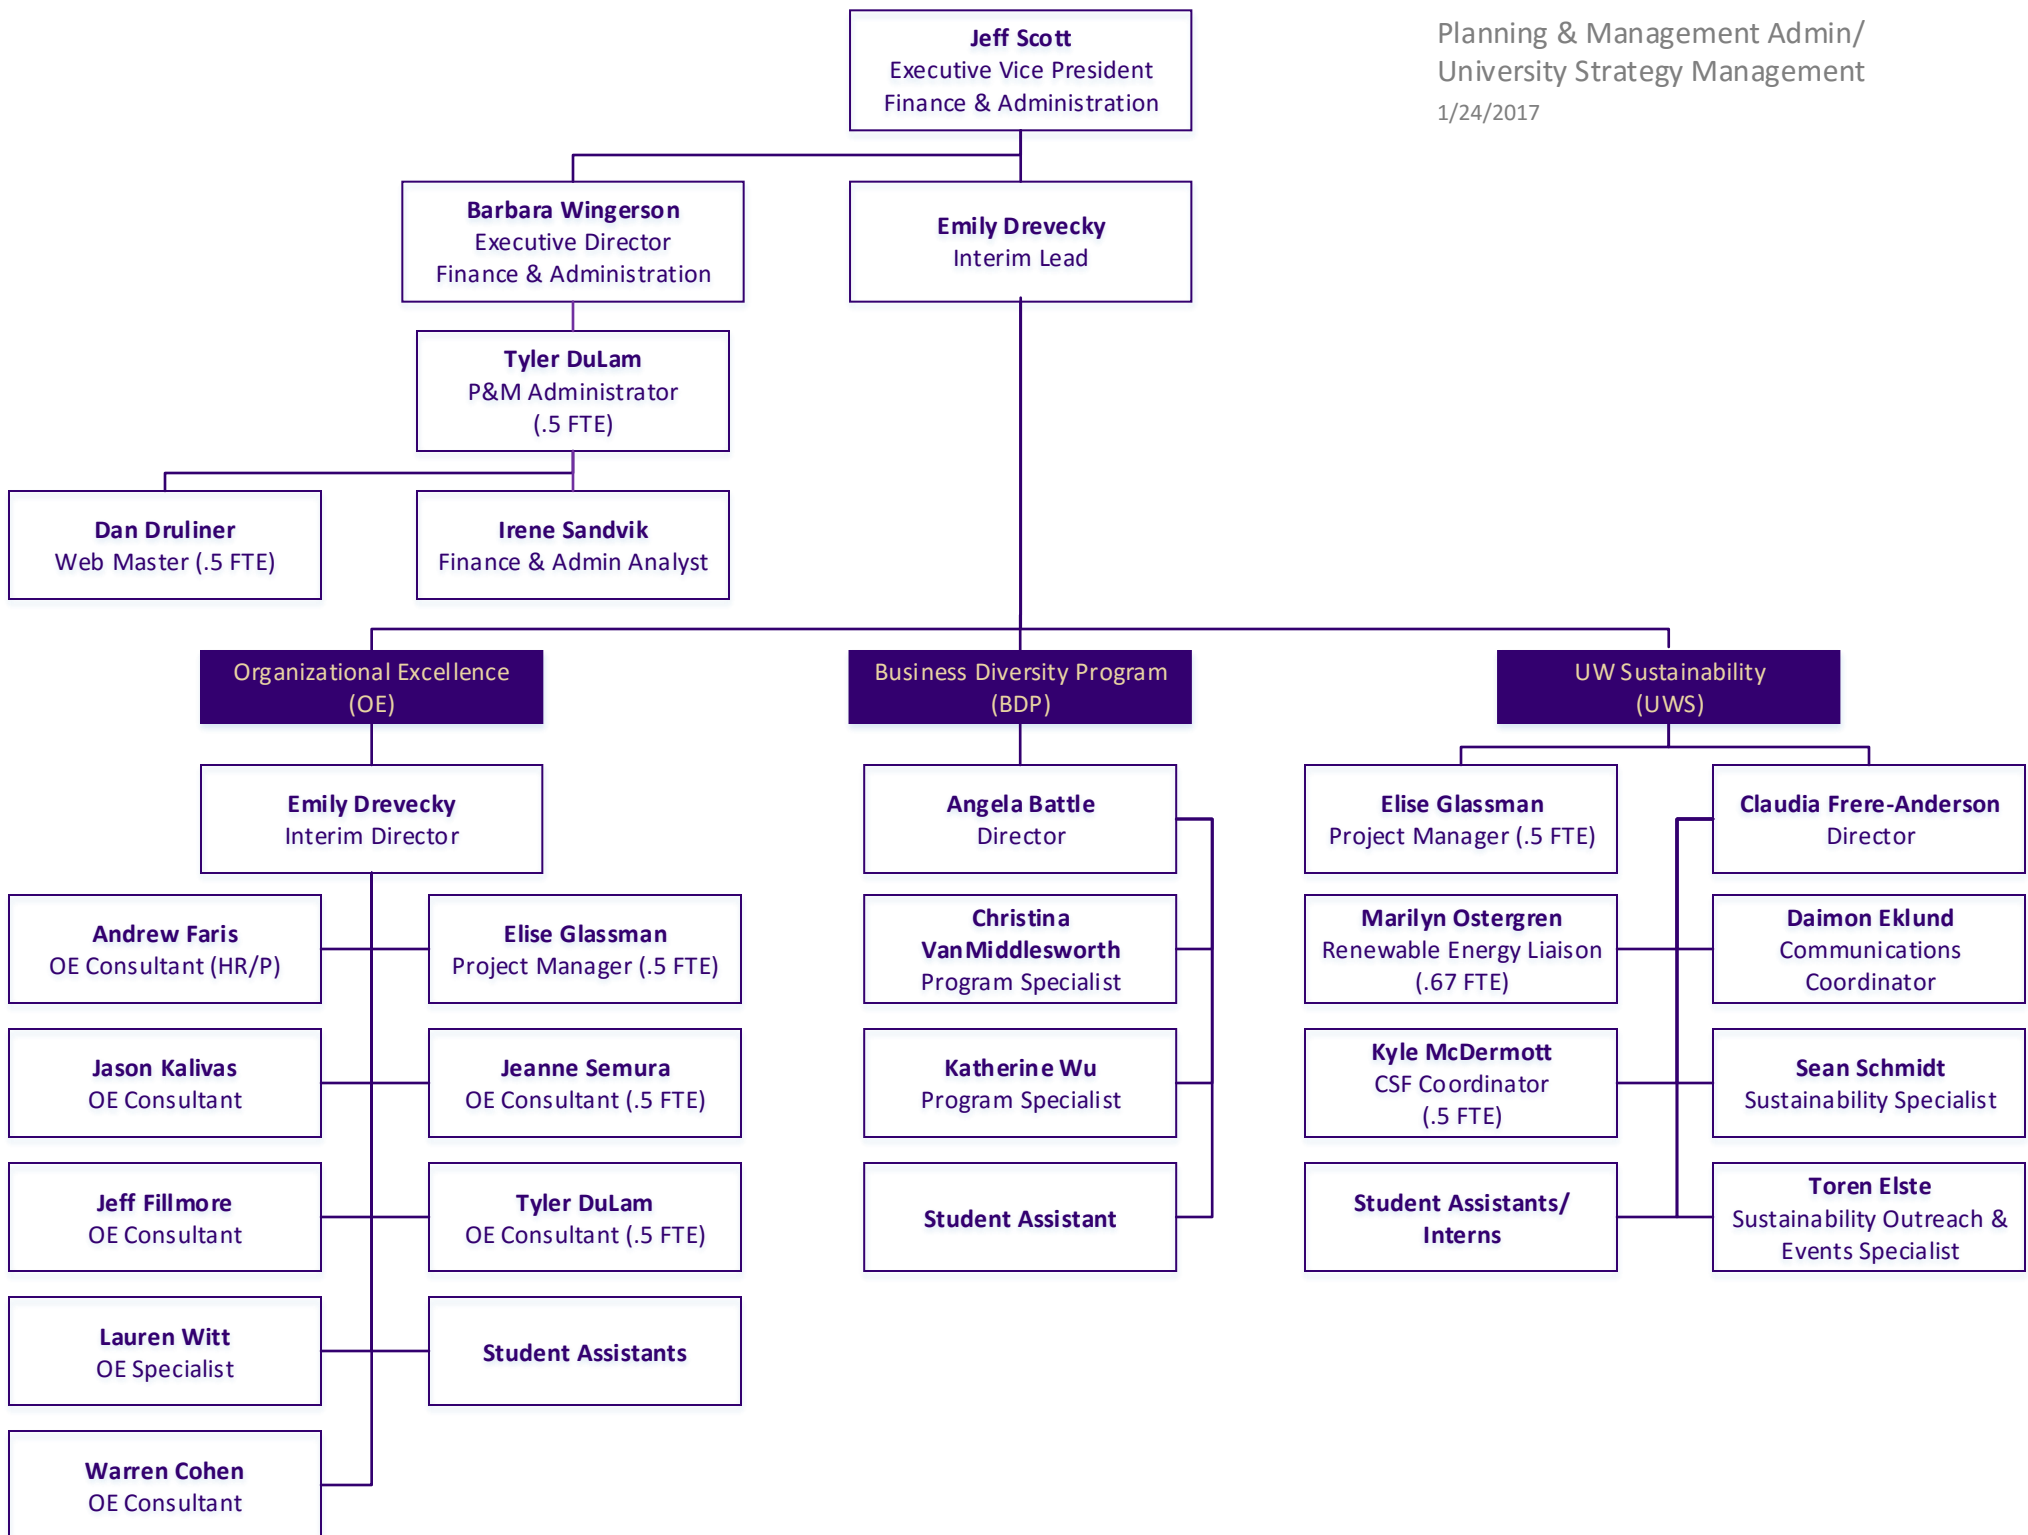 Jeff Scott
Executive Vice President
Finance & Administration
Planning & Management Admin/
University Strategy Management
1/24/2017
Barbara Wingerson
Executive Director
Finance & Administration
Emily Drevecky
Interim Lead
Tyler DuLam
P&M Administrator
(.5 FTE)
Dan Druliner
Web Master (.5 FTE)
Irene Sandvik
Finance & Admin Analyst
Organizational Excellence
(OE)
Business Diversity Program
(BDP)
UW Sustainability
(UWS)
Emily Drevecky
Interim Director
Andrew Faris
OE Consultant (HR/P)
Elise Glassman
Project Manager (.5 FTE)
Jason Kalivas
OE Consultant
Jeanne Semura
OE Consultant (.5 FTE)
Jeff Fillmore
OE Consultant
Tyler DuLam
OE Consultant (.5 FTE)
Lauren Witt
OE Specialist
Student Assistants
Warren Cohen
OE Consultant
Angela Battle
Director
Christina
VanMiddlesworth
Program Specialist
Katherine Wu
Program Specialist
Student Assistant
Elise Glassman
Project Manager (.5 FTE)
Claudia Frere-Anderson
Director
Marilyn Ostergren
Renewable Energy Liaison
(.67 FTE)
Daimon Eklund
Communications
Coordinator
Kyle McDermott
CSF Coordinator
(.5 FTE)
Sean Schmidt
Sustainability Specialist
Student Assistants/
Interns
Toren Elste
Sustainability Outreach &
Events Specialist